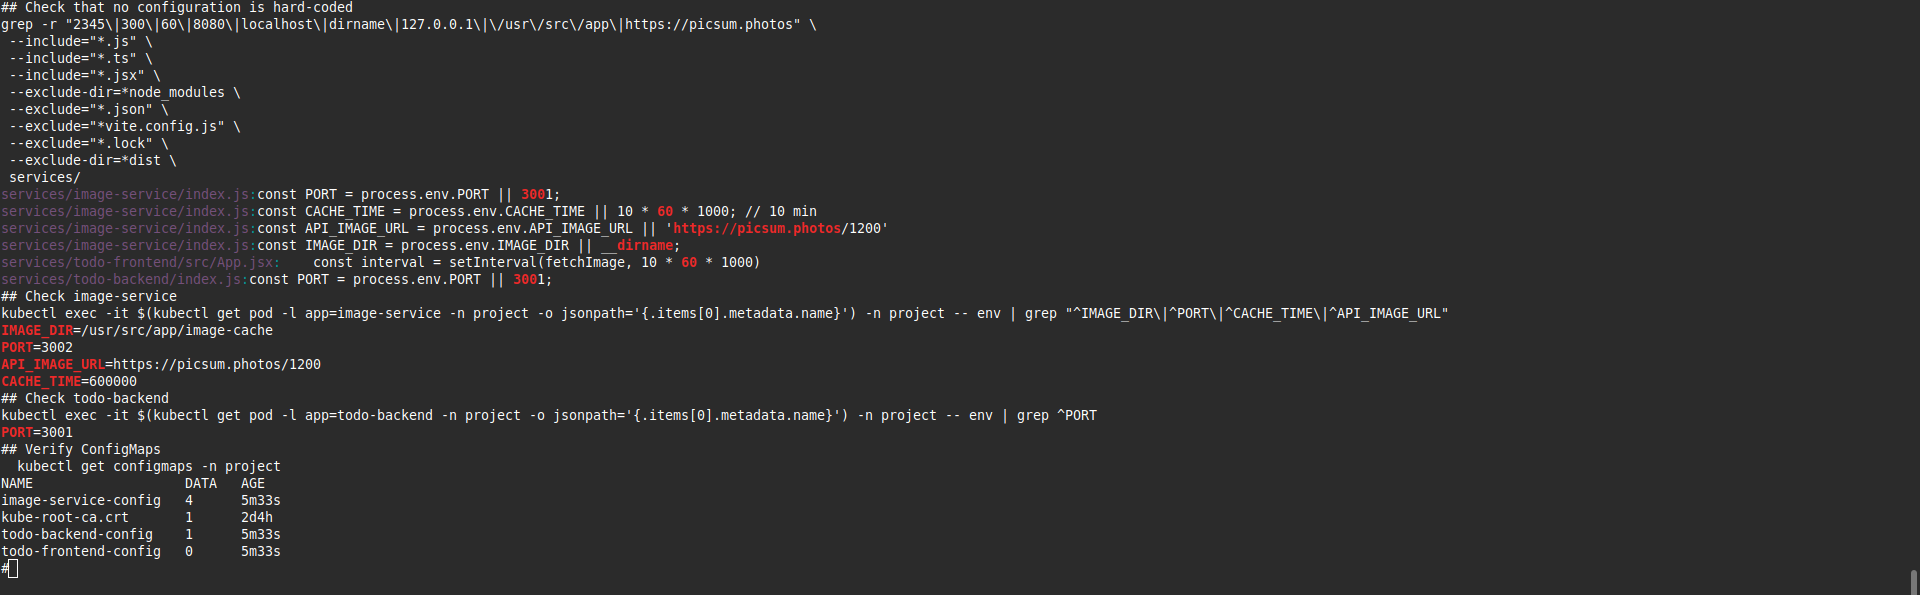 ## Check that no configuration is hard-coded
grep -r "2345\|300\|60\|8080\|localhost\|dirname\|127.0.0.1\|\/usr\/src\/app\|https://picsum.photos" \
 --include="*.js" \
 --include="*.ts" \
 --include="*.jsx" \
 --exclude-dir=*node_modules \
 --exclude="*.json" \
 --exclude="*vite.config.js" \
 --exclude="*.lock" \
 --exclude-dir=*dist \
 services/
services/image-service/index.js:const PORT = process.env.PORT || 3001;
services/image-service/index.js:const CACHE_TIME = process.env.CACHE_TIME || 10 * 60 * 1000; // 10 min
services/image-service/index.js:const API_IMAGE_URL = process.env.API_IMAGE_URL || 'https://picsum.photos/1200'
services/image-service/index.js:const IMAGE_DIR = process.env.IMAGE_DIR || __dirname;
services/todo-frontend/src/App.jsx:    const interval = setInterval(fetchImage, 10 * 60 * 1000)
services/todo-backend/index.js:const PORT = process.env.PORT || 3001;
## Check image-service
kubectl exec -it $(kubectl get pod -l app=image-service -n project -o jsonpath='{.items[0].metadata.name}') -n project -- env | grep "^IMAGE_DIR\|^PORT\|^CACHE_TIME\|^API_IMAGE_URL"
IMAGE_DIR=/usr/src/app/image-cache
PORT=3002
API_IMAGE_URL=https://picsum.photos/1200
CACHE_TIME=600000
## Check todo-backend
kubectl exec -it $(kubectl get pod -l app=todo-backend -n project -o jsonpath='{.items[0].metadata.name}') -n project -- env | grep ^PORT
PORT=3001
## Verify ConfigMaps
  kubectl get configmaps -n project
NAME                   DATA   AGE
image-service-config   4      5m33s
kube-root-ca.crt       1      2d4h
todo-backend-config    1      5m33s
todo-frontend-config   0      5m33s
#